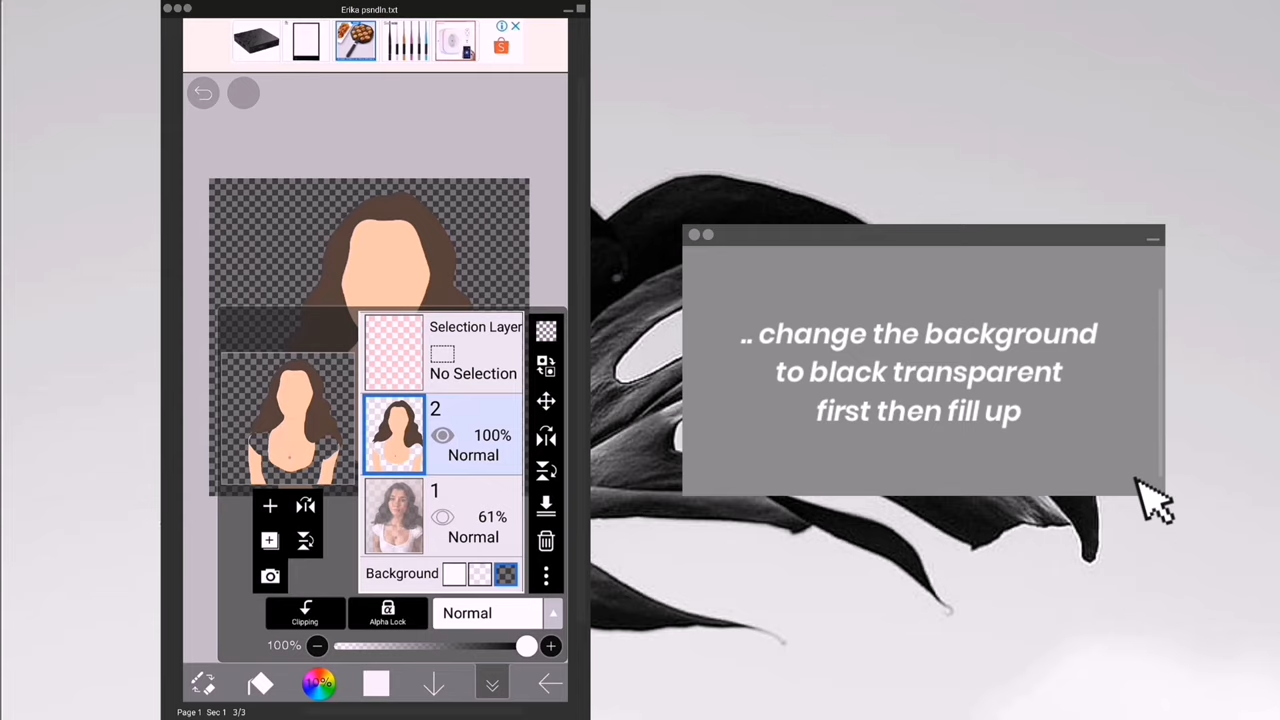 Erika psndln.txt
Selection Layer
No Selection
2
100%
Normal
1
61%
Normal
Background
Clipping
α
Alpha Lock
Normal
100%
10%
Page 1 Sec 1 3/3
.. change the background
to black transparent
first then fill up